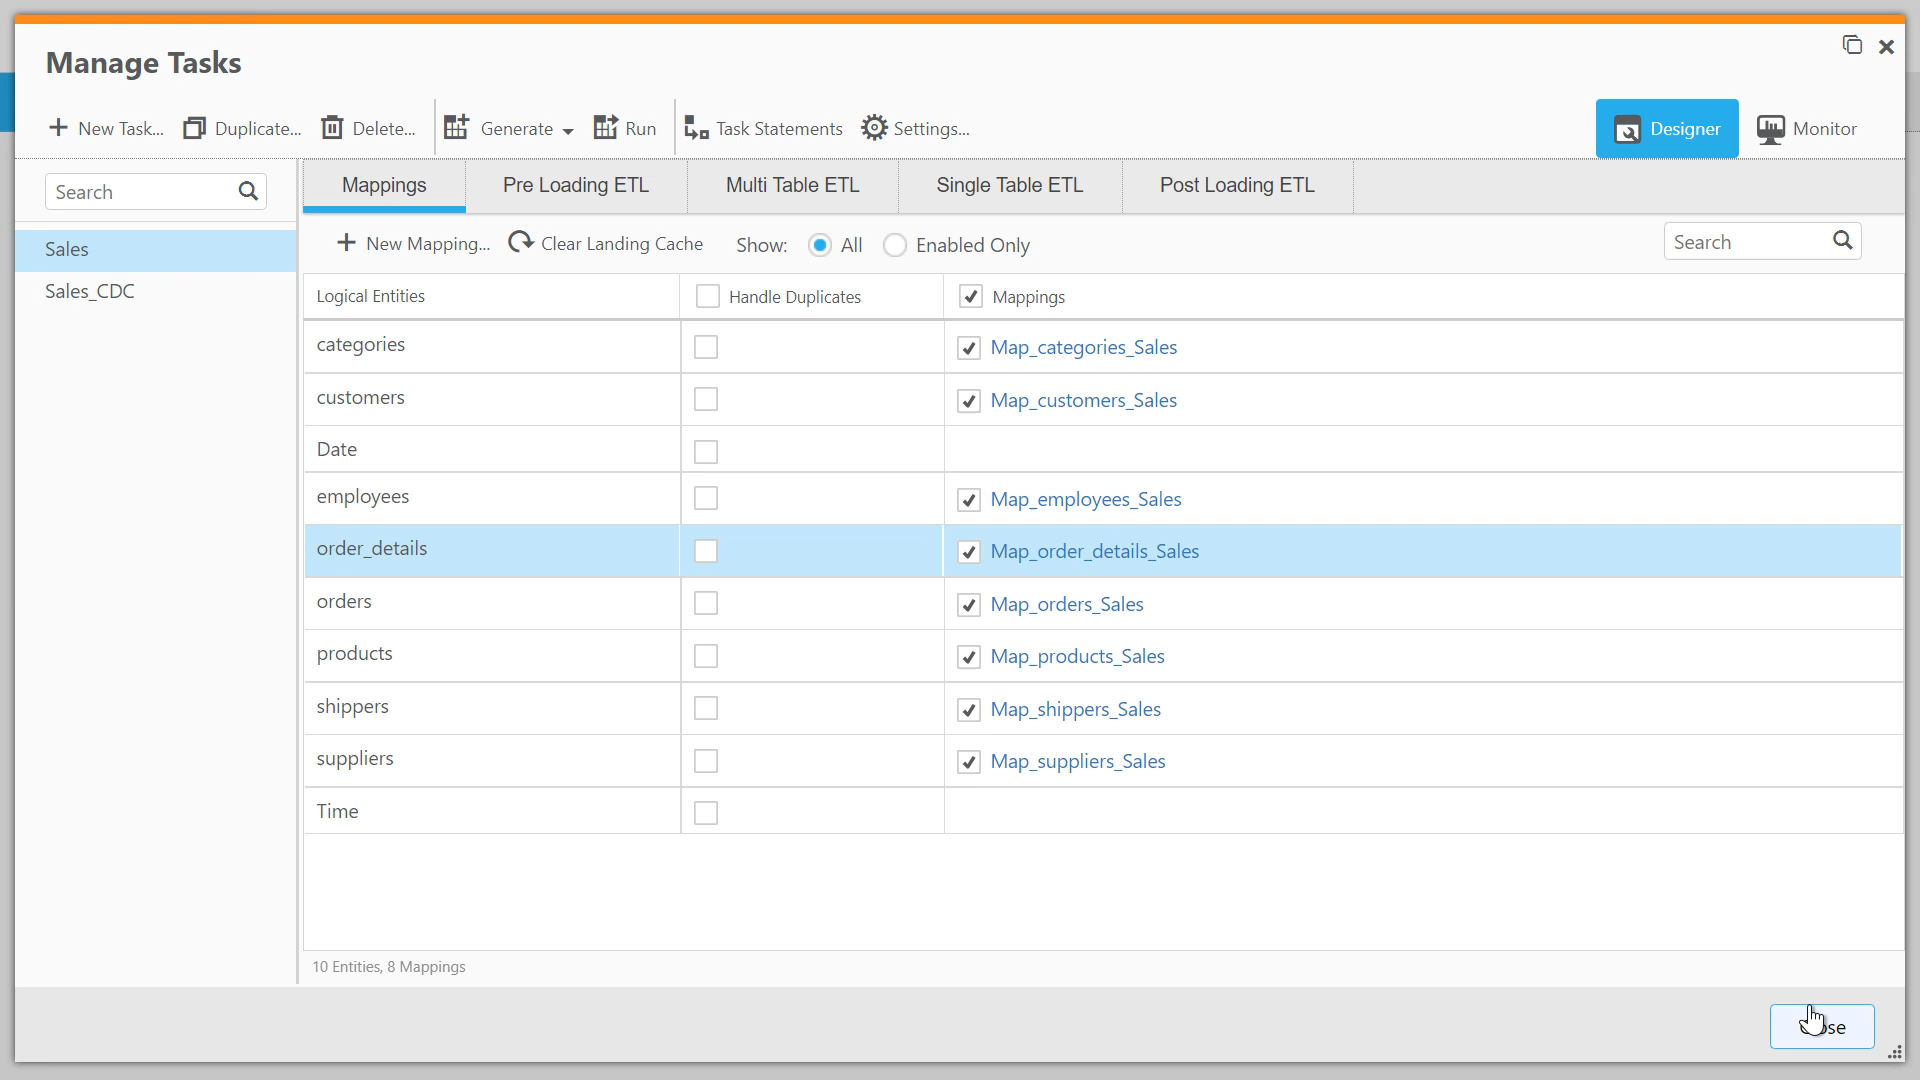 Manage Tasks
New Task... Duplicate... Delete... Generate Run Task Statements Settings... Designer Monitor
Search
Sales
Sales_CDC
Mappings Pre Loading ETL Multi Table ETL Single Table ETL Post Loading ETL
New Mapping... Clear Landing Cache Show: All Enabled Only Search
Logical Entities Handle Duplicates Mappings
categories Map_categories_Sales
customers Map_customers_Sales
Date
employees Map_employees_Sales
order_details Map_order_details_Sales
orders Map_orders_Sales
products Map_products_Sales
shippers Map_shippers_Sales
suppliers Map_suppliers_Sales
Time
10 Entities, 8 Mappings